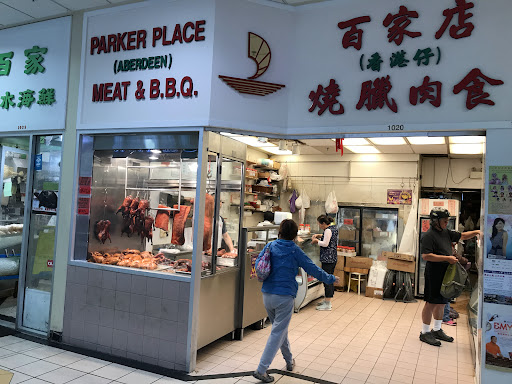 百家
水海鮮
PARKER PLACE
(ABERDEEN)
MEAT & B.B.Q.
百家店
(香港仔)
燒臘肉食
1020